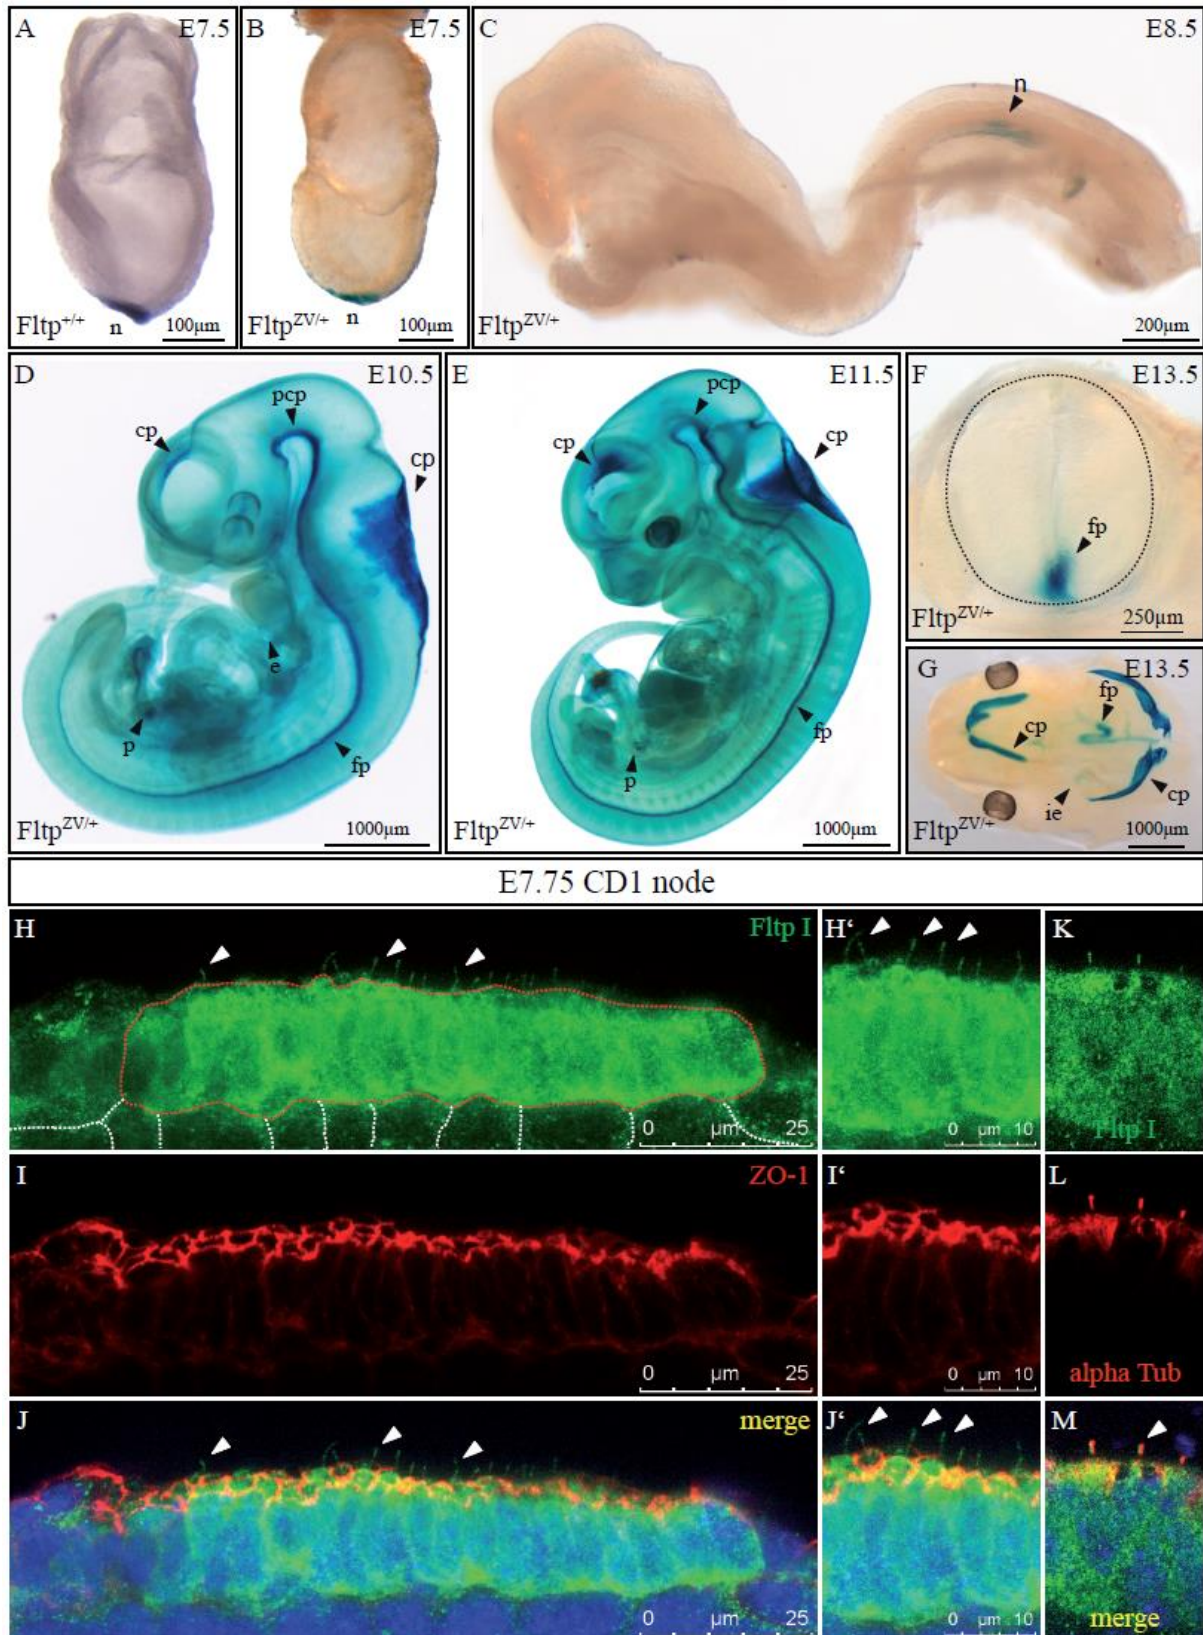 A E7.5
n
Fltp+/+ 100µm
B E7.5
n
FltpZV/+ 100µm
C E8.5
n
FltpZV/+ 200µm
D E10.5
pcp
cp
cp
e
p
fp
FltpZV/+ 1000µm
E E11.5
pcp
cp
cp
fp
p
FltpZV/+ 1000µm
F E13.5
fp
FltpZV/+ 250µm
G E13.5
fp
cp
ie
cp
FltpZV/+ 1000µm
E7.75 CD1 node
H Fltp I
0 µm 25
H‘
0 µm 10
K
Fltp I
I ZO-1
0 µm 25
I‘
0 µm 10
L
alpha Tub
J merge
0 µm 25
J‘
0 µm 10
M
merge